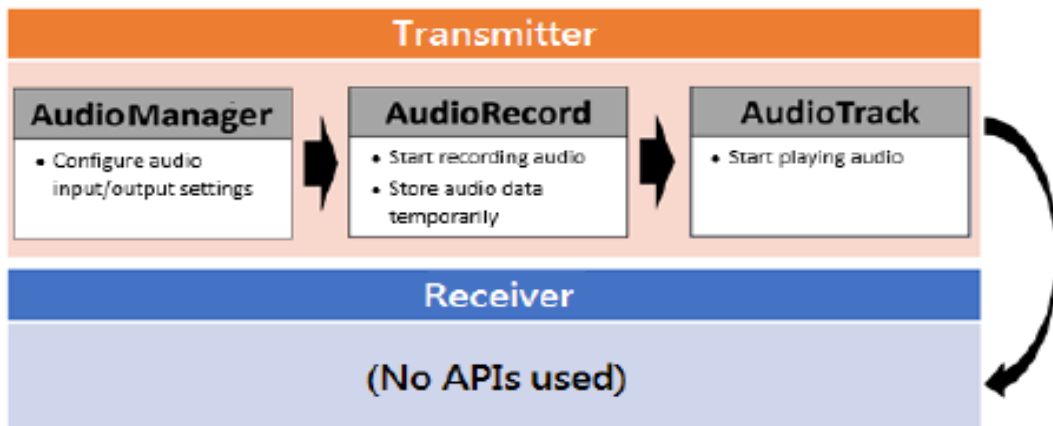 Transmitter
AudioManager
• Configure audio
input/output settings
AudioRecord
• Start recording audio
• Store audio data
temporarily
AudioTrack
• Start playing audio
Receiver
(No APIs used)